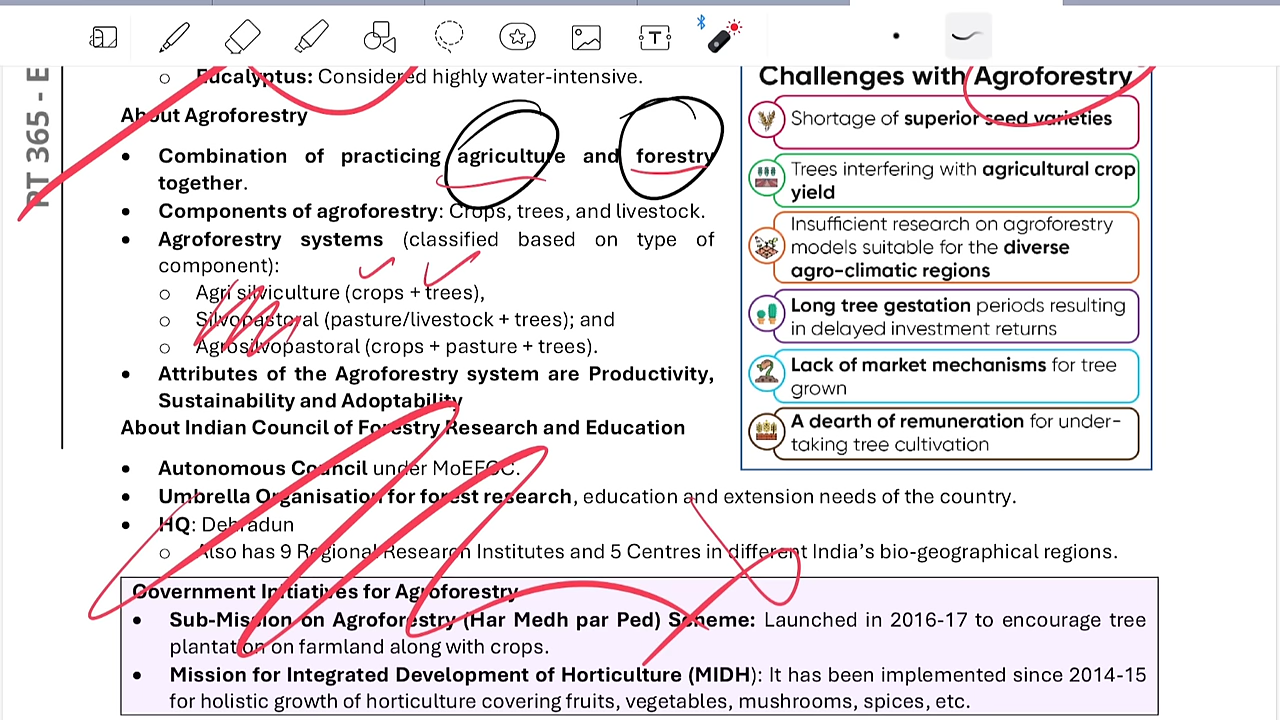 PT 365 - E
T
o Eucalyptus: Considered highly water-intensive.
About Agroforestry
• Combination of practicing agriculture and forestry
together.
• Components of agroforestry: Crops, trees, and livestock.
• Agroforestry systems (classified based on type of
component):
o Agri silviculture (crops + trees),
o Silvopastoral (pasture/livestock + trees); and
o Agrosilvopastoral (crops + pasture + trees).
• Attributes of the Agroforestry system are Productivity,
Sustainability and Adoptability
Challenges with Agroforestry
Shortage of superior seed varieties
Trees interfering with agricultural crop
yield
Insufficient research on agroforestry
models suitable for the diverse
agro-climatic regions
Long tree gestation periods resulting
in delayed investment returns
Lack of market mechanisms for tree
grown
A dearth of remuneration for under-
taking tree cultivation
About Indian Council of Forestry Research and Education
• Autonomous Council under MoEFCC.
• Umbrella Organisation for forest research, education and extension needs of the country.
• HQ: Dehradun
o Also has 9 Regional Research Institutes and 5 Centres in different India's bio-geographical regions.
Government Initiatives for Agroforestry
• Sub-Mission on Agroforestry (Har Medh par Ped) Scheme: Launched in 2016-17 to encourage tree
plantation on farmland along with crops.
• Mission for Integrated Development of Horticulture (MIDH): It has been implemented since 2014-15
for holistic growth of horticulture covering fruits, vegetables, mushrooms, spices, etc.